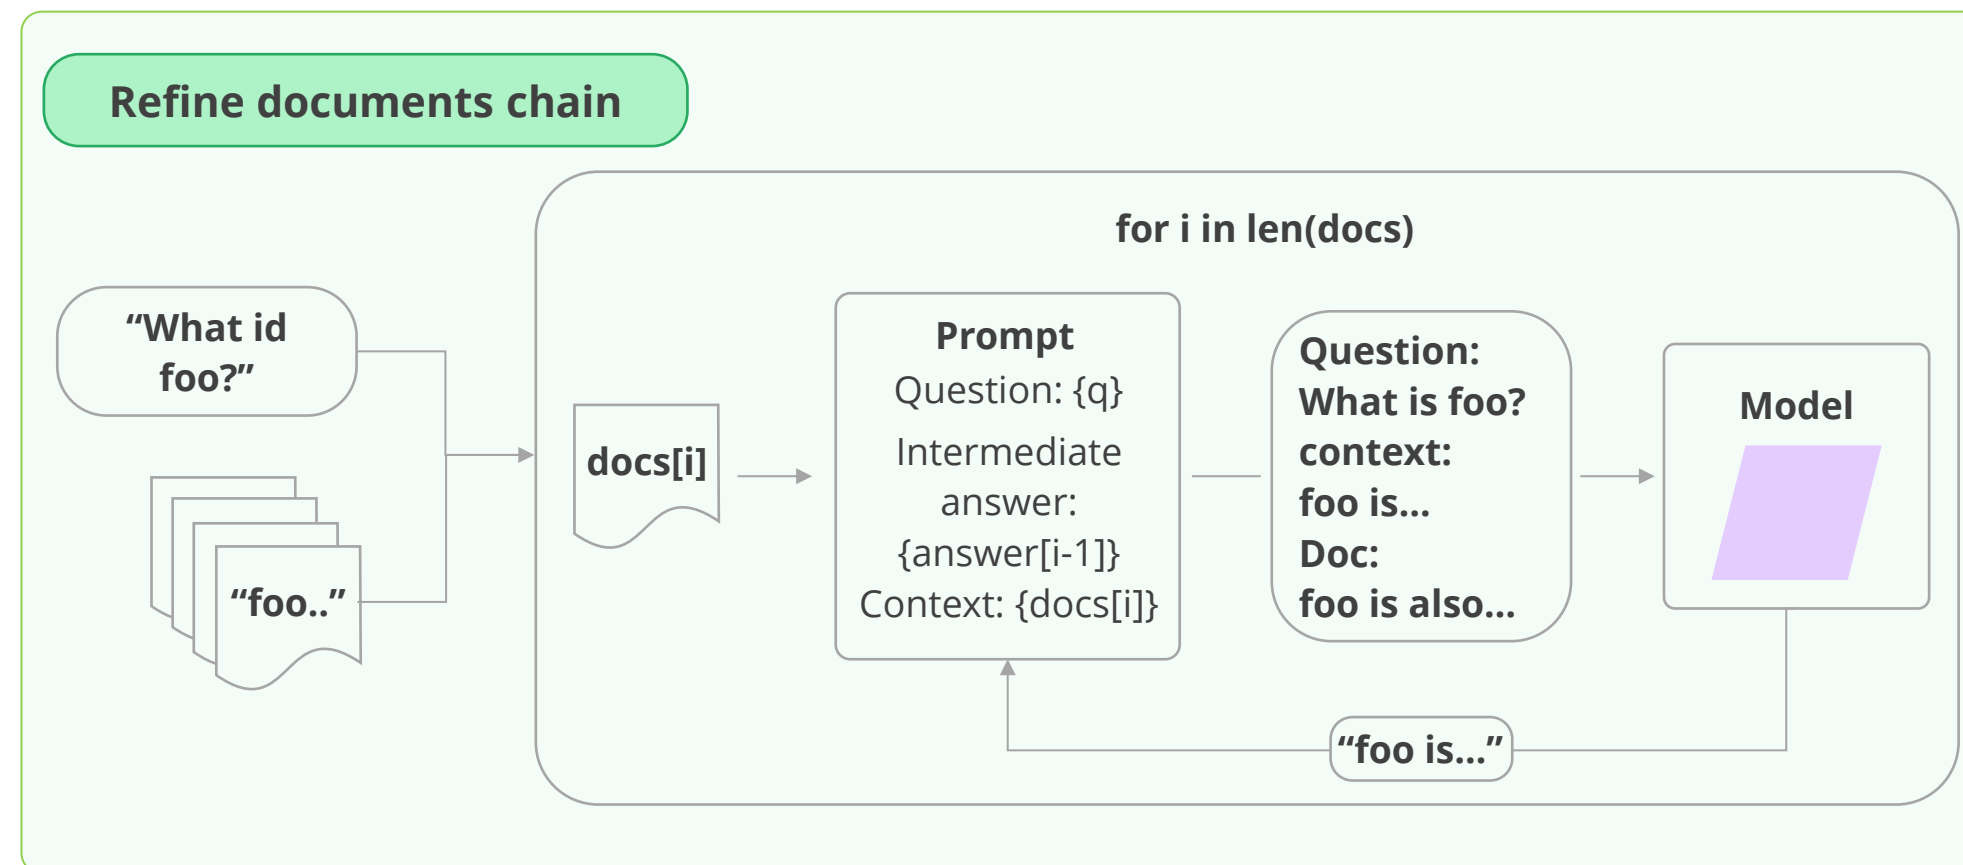 Refine documents chain
for i in len(docs)
“What id
foo?”
“foo..”
docs[i]
Prompt
Question: {q}
Intermediate
answer:
{answer[i-1]}
Context: {docs[i]}
Question:
What is foo?
context:
foo is...
Doc:
foo is also...
Model
“foo is...”